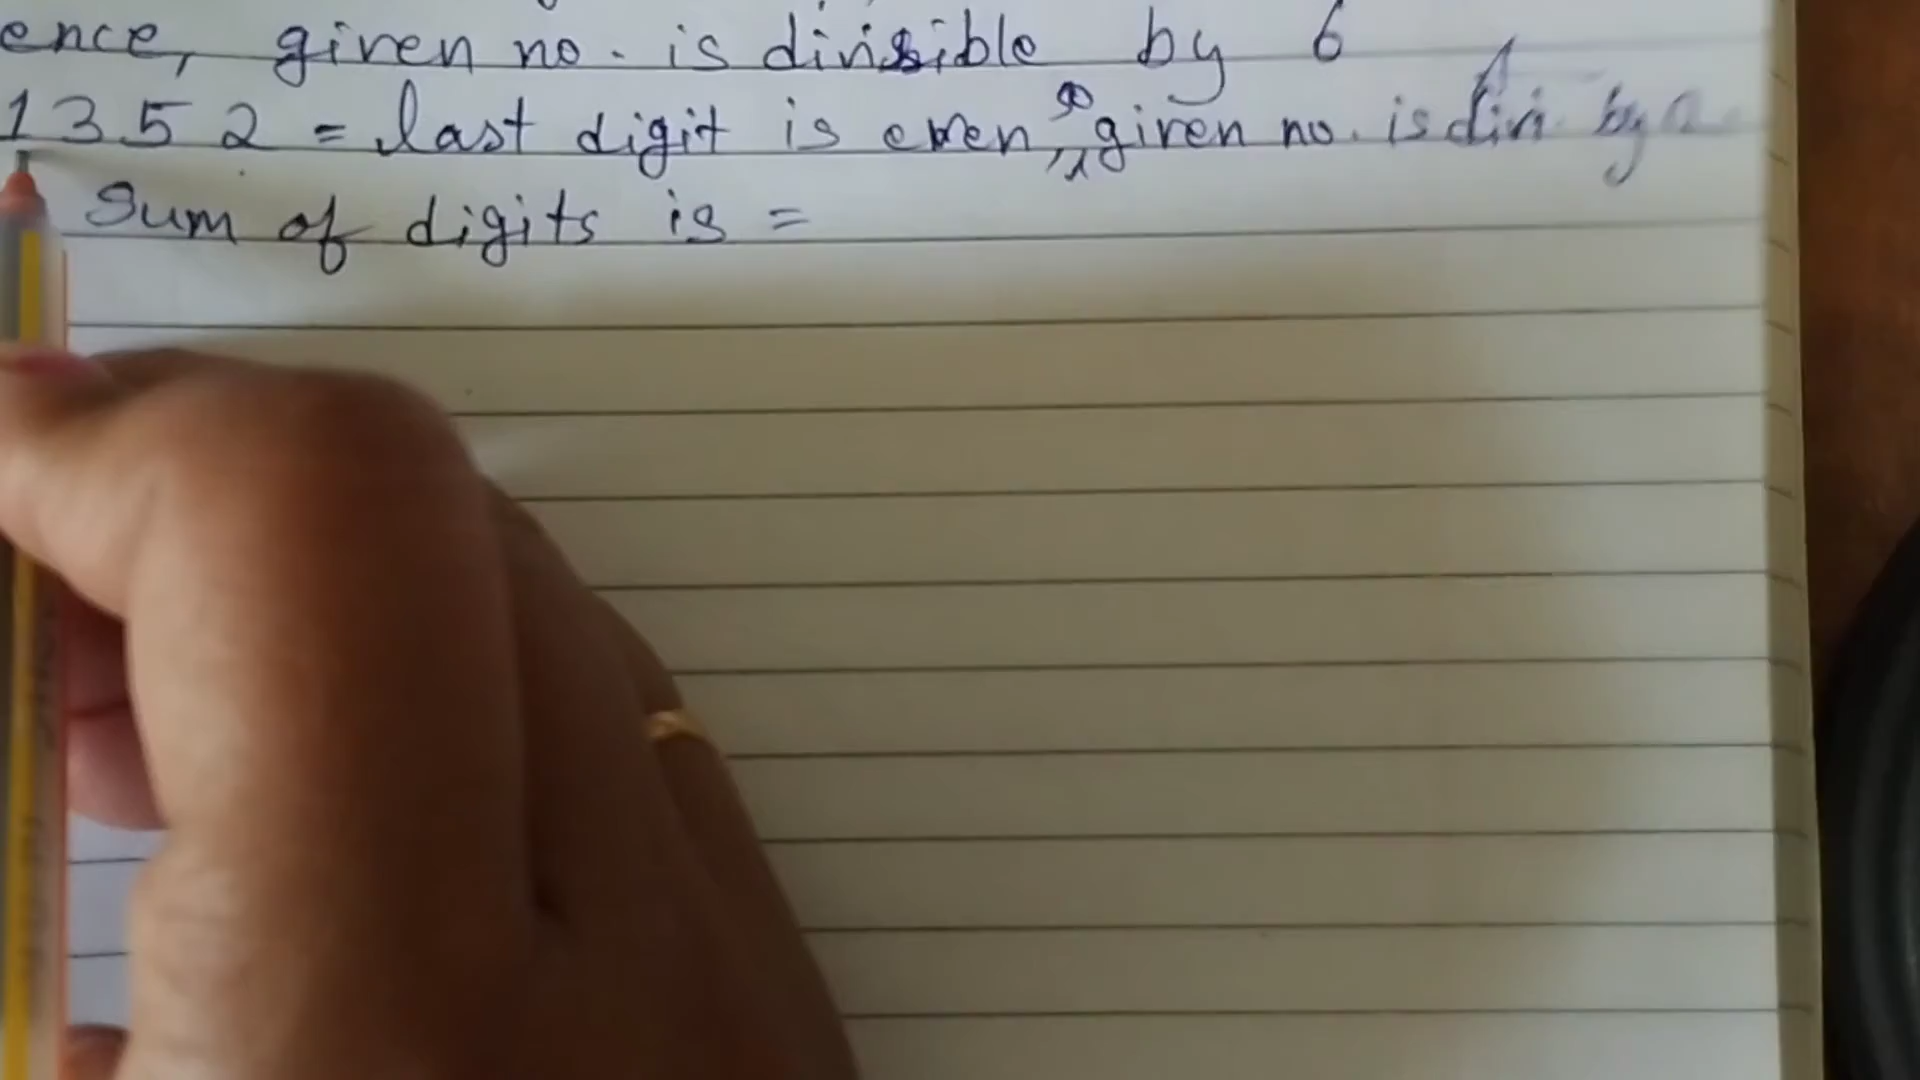 ence, given no. is divisible by 6
1352 = last digit is even, so given no. is div. by 2
Sum of digits is =